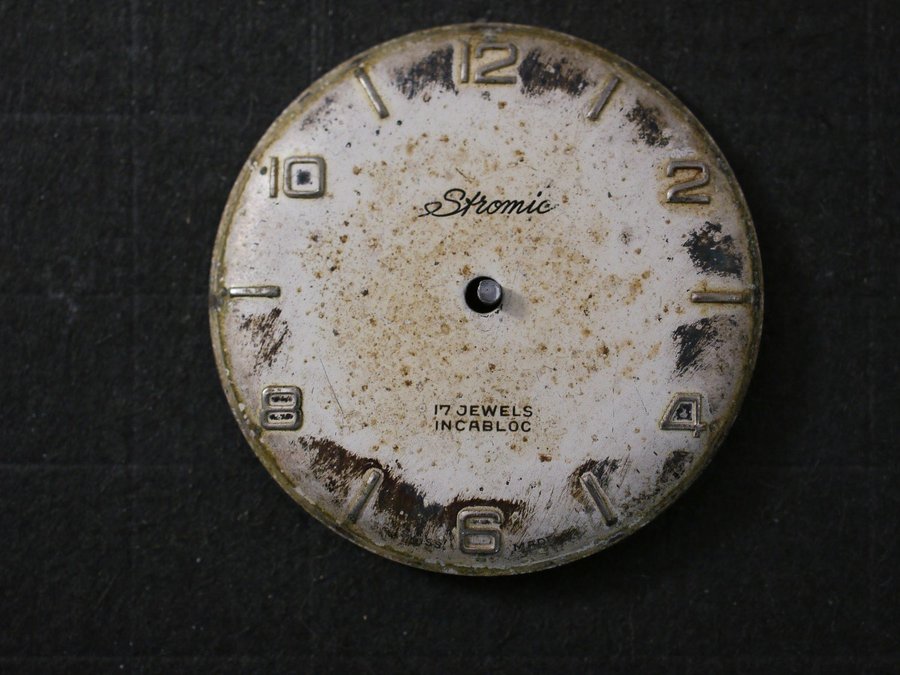 12
10
2
Stromic
8
4
17 JEWELS
INCABLOC
6